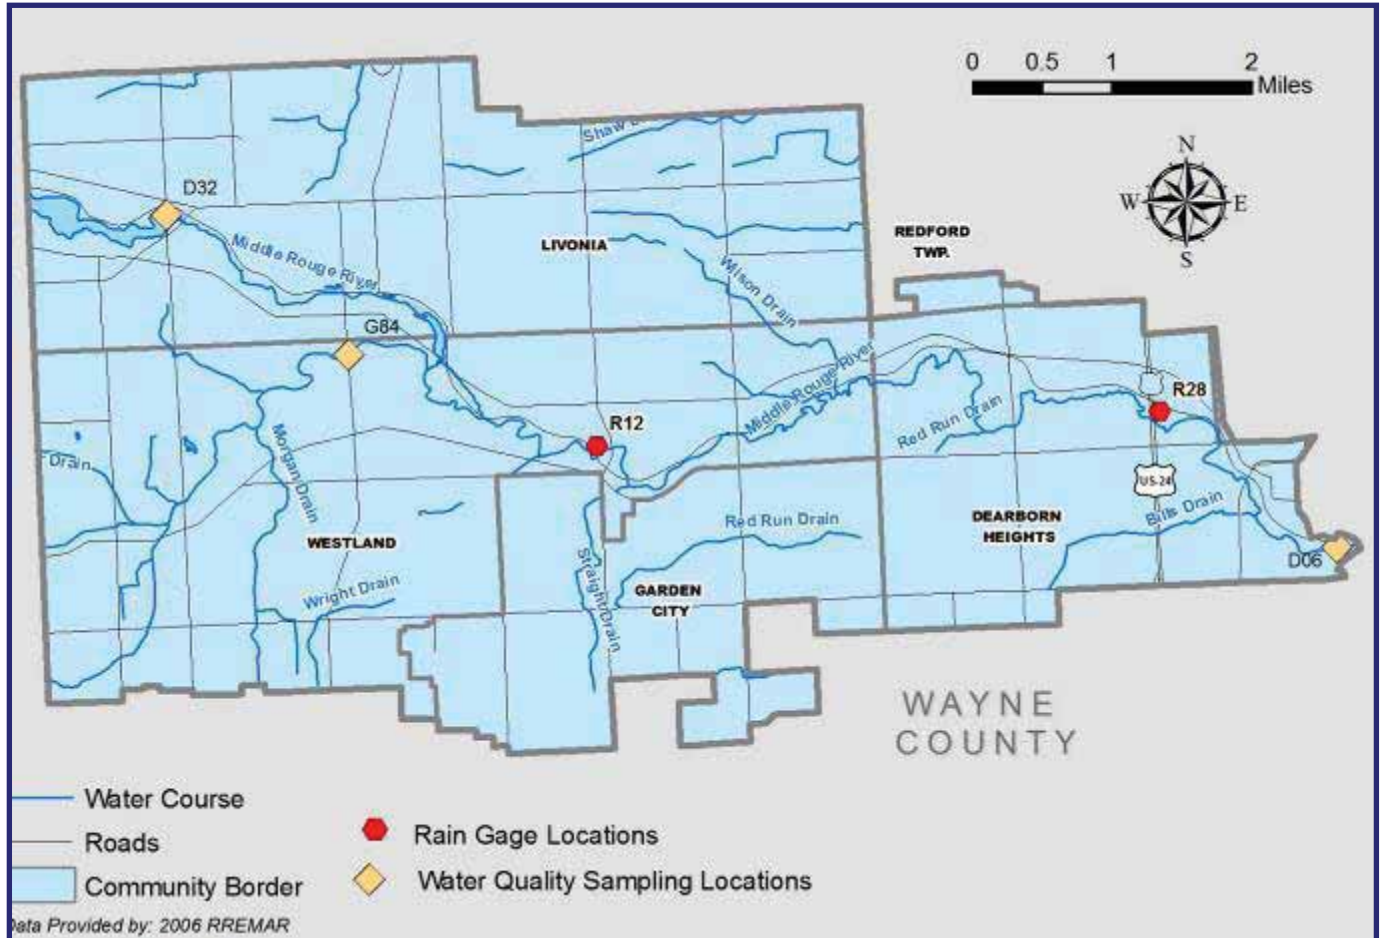 0 0.5 1 2
Miles
N
W E
S
Shaw
D32
Middle Rouge River
LIVONIA
REDFORD
TWP.
Wilson Drain
G84
Middle Rouge River
R28
R12
Red Run Drain
Drain
Morgan Drain
US-24
Bills Drain
DEARBORN
HEIGHTS
Red Run Drain
WESTLAND
D06
Straight Drain
Wright Drain
GARDEN
CITY
WAYNE
COUNTY
Water Course
Roads
Community Border
Rain Gage Locations
Water Quality Sampling Locations
Data Provided by: 2006 RREMAR